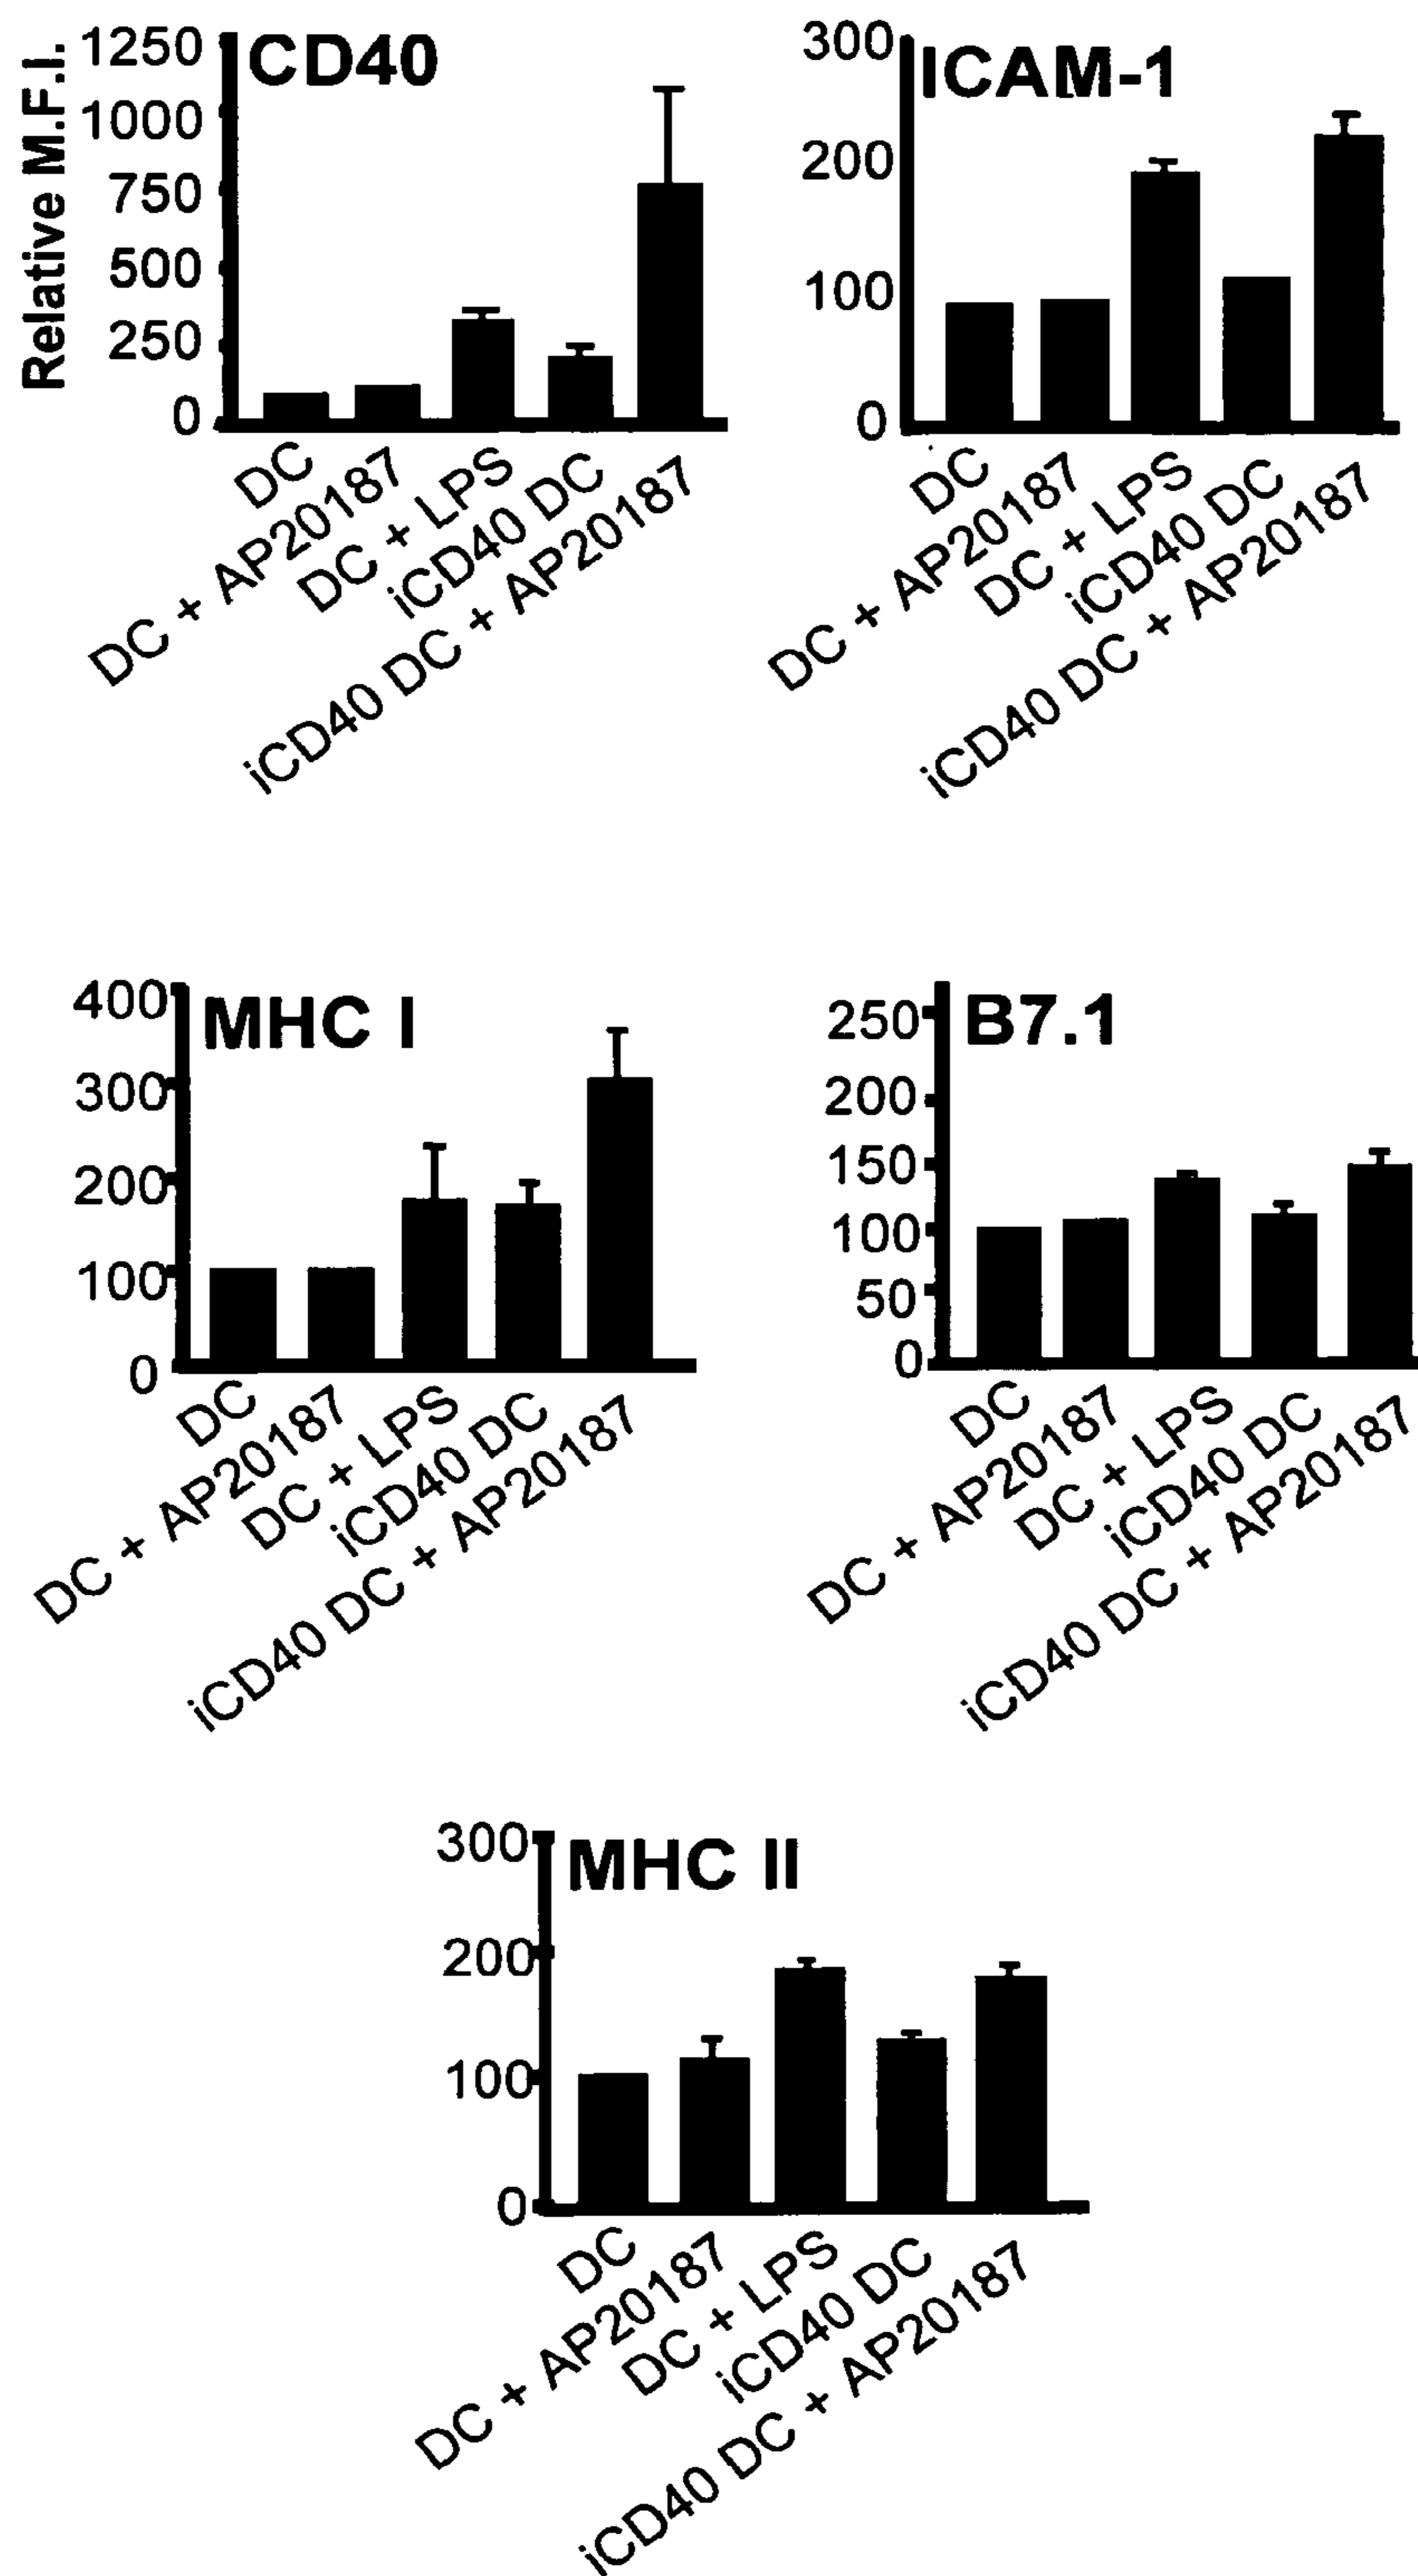 Relative M.F.I.
1250
1000
750
500
250
0
CD40
DC
DC + AP20187
DC + LPS
iCD40 DC
iCD40 DC + AP20187
300
200
100
0
ICAM-1
DC
DC + AP20187
DC + LPS
iCD40 DC
iCD40 DC + AP20187
400
300
200
100
0
MHC I
DC
DC + AP20187
DC + LPS
iCD40 DC
iCD40 DC + AP20187
250
200
150
100
50
0
B7.1
DC
DC + AP20187
DC + LPS
iCD40 DC
iCD40 DC + AP20187
300
200
100
0
MHC II
DC
DC + AP20187
DC + LPS
iCD40 DC
iCD40 DC + AP20187